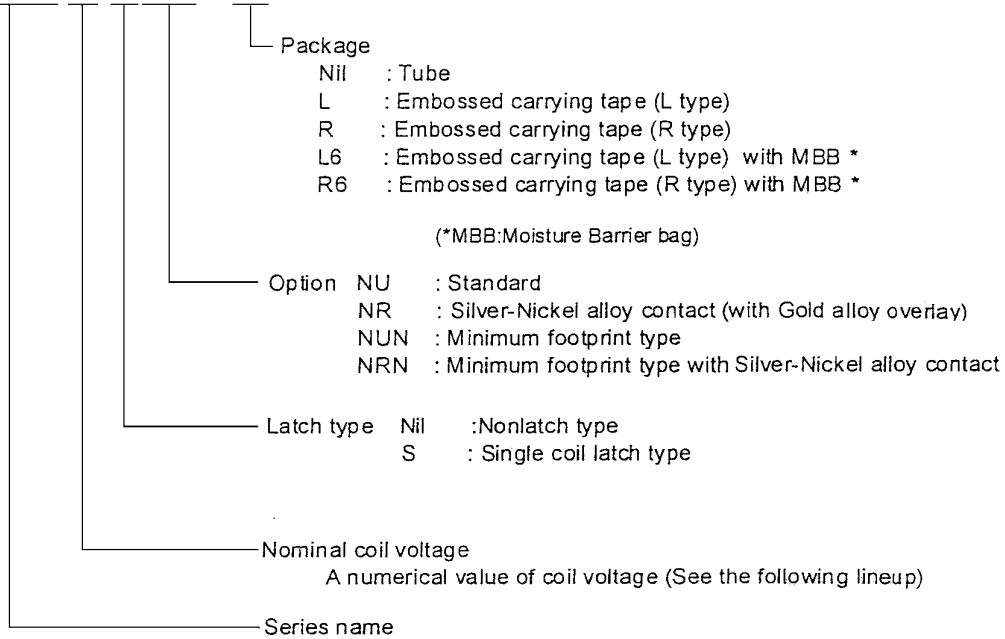 Package
Nil : Tube
L : Embossed carrying tape (L type)
R : Embossed carrying tape (R type)
L6 : Embossed carrying tape (L type) with MBB *
R6 : Embossed carrying tape (R type) with MBB *
(*MBB:Moisture Barrier bag)
Option NU : Standard
NR : Silver-Nickel alloy contact (with Gold alloy overlay)
NUN : Minimum footprint type
NRN : Minimum footprint type with Silver-Nickel alloy contact
Latch type Nil :Nonlatch type
S : Single coil latch type
Nominal coil voltage
A numerical value of coil voltage (See the following lineup)
Series name